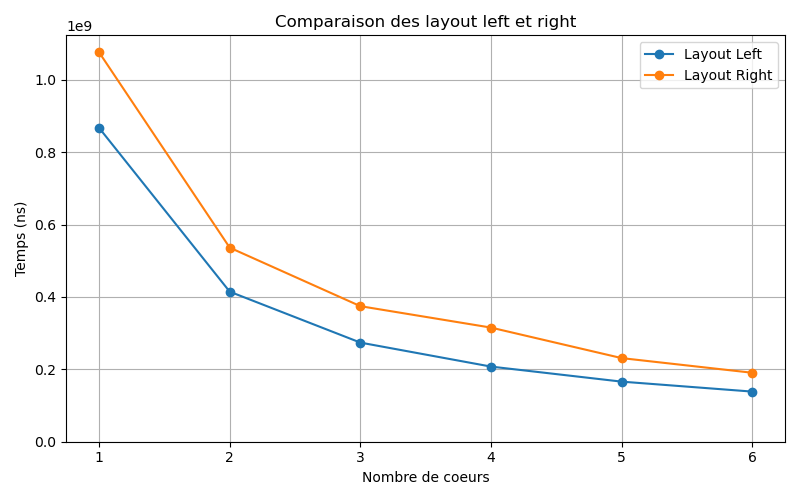 Comparaison des layout left et right
1e9
Layout Left
Layout Right
1.0
0.8
0.6
0.4
0.2
0.0
Temps (ns)
1 2 3 4 5 6
Nombre de coeurs